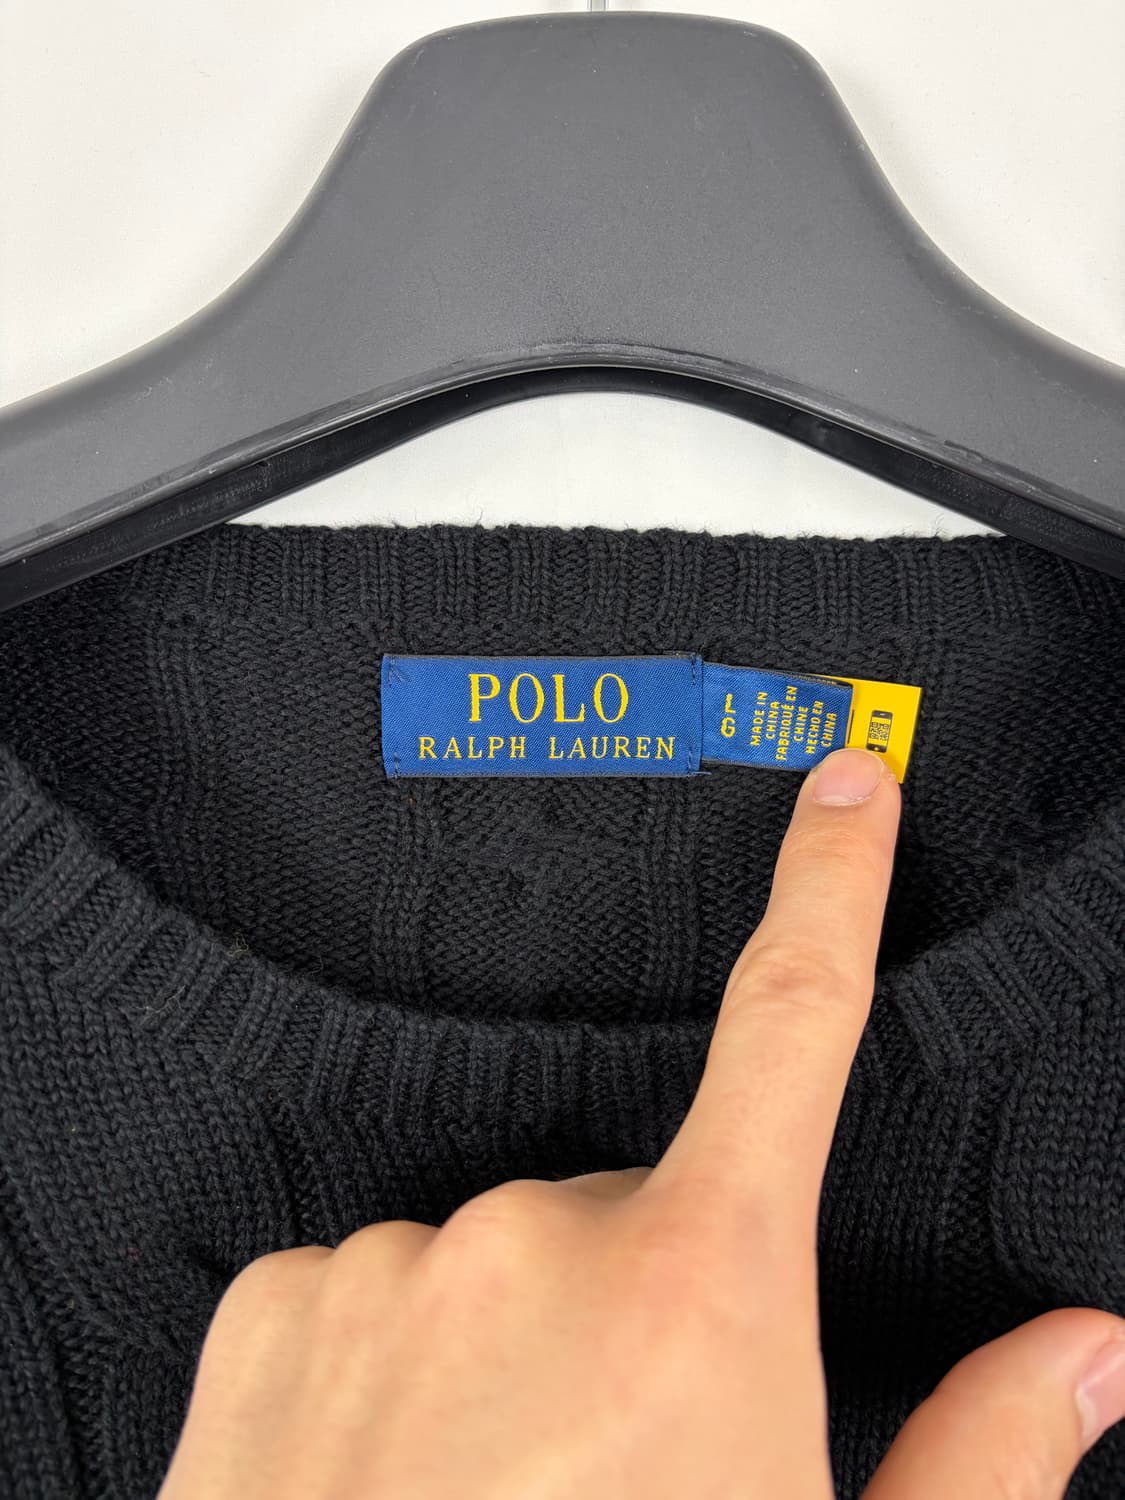 POLO
RALPH LAUREN
LG
MADE IN
CHINA
FABRIQUÉ EN
CHINE
HECHO EN
CHINA